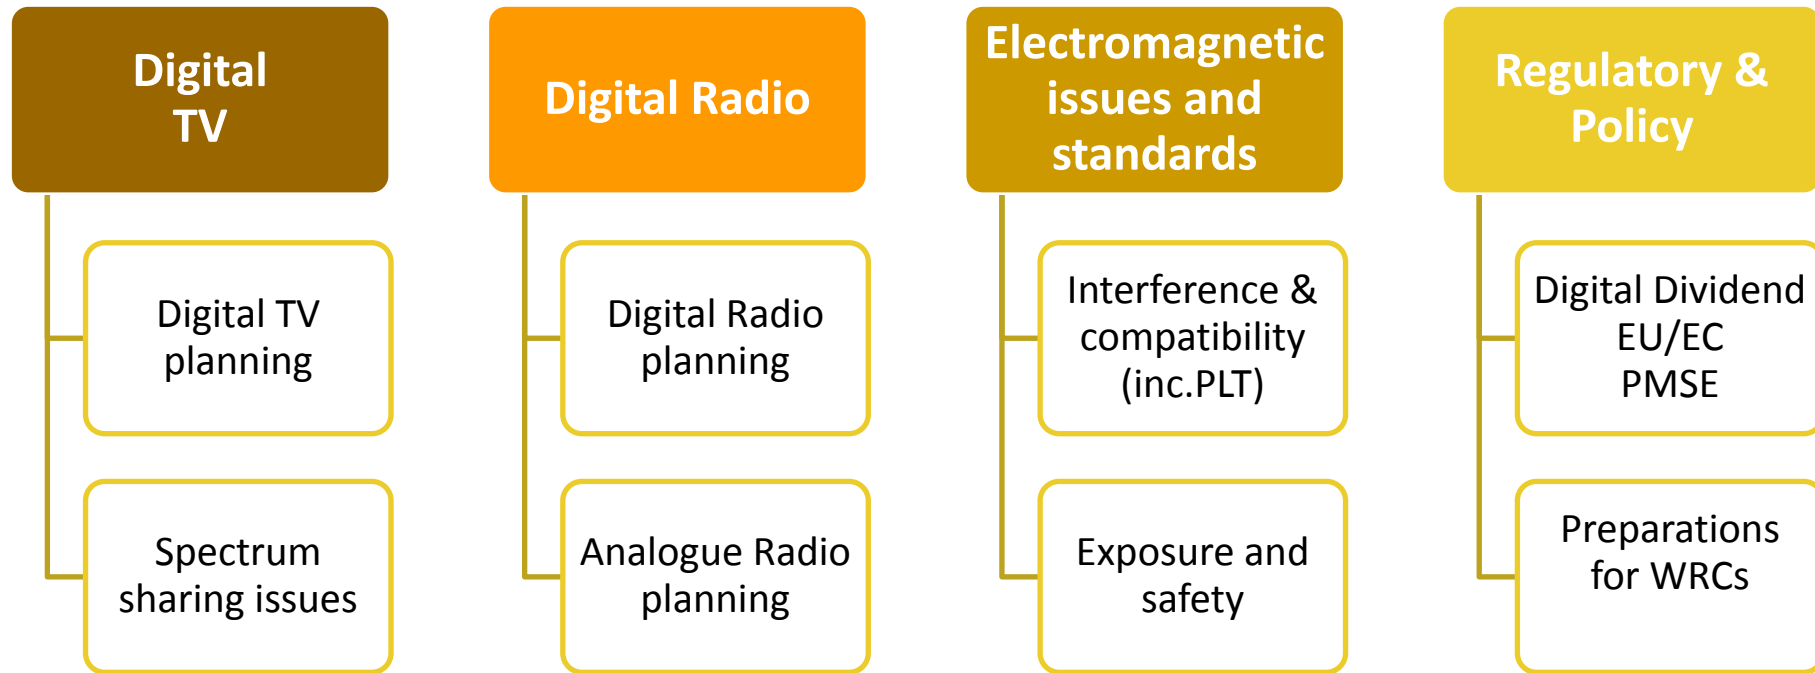 Digital
TV
Digital TV
planning
Spectrum
sharing issues
Digital Radio
Digital Radio
planning
Analogue Radio
planning
Electromagnetic
issues and
standards
Interference &
compatibility
(inc.PLT)
Exposure and
safety
Regulatory &
Policy
Digital Dividend
EU/EC
PMSE
Preparations
for WRCs